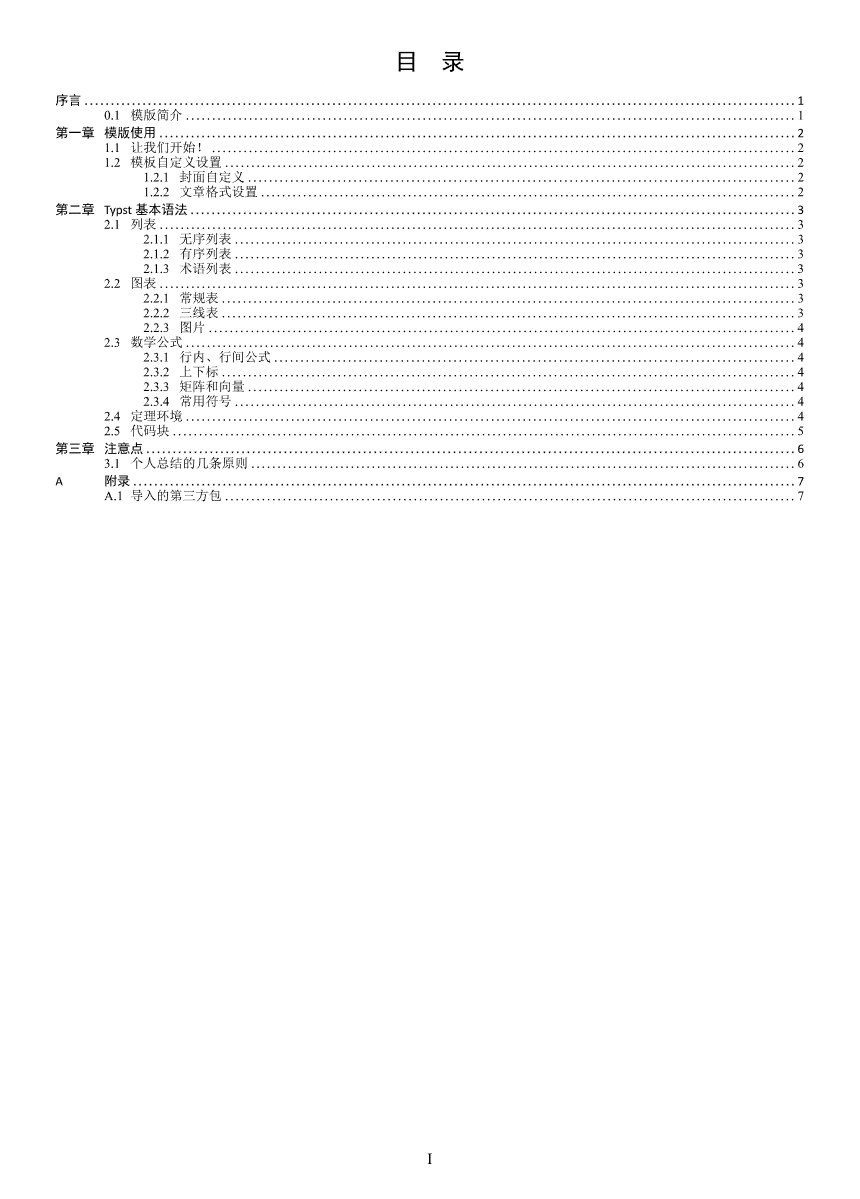 目 录
序言 ........ 1
0.1 模版简介 ........ 1
第一章 模版使用 ........ 2
1.1 让我们开始！ ........ 2
1.2 模板自定义设置 ........ 2
1.2.1 封面自定义 ........ 2
1.2.2 文章格式设置 ........ 2
第二章 Typst 基本语法 ........ 3
2.1 列表 ........ 3
2.1.1 无序列表 ........ 3
2.1.2 有序列表 ........ 3
2.1.3 术语列表 ........ 3
2.2 图表 ........ 3
2.2.1 常规表 ........ 3
2.2.2 三线表 ........ 3
2.2.3 图片 ........ 4
2.3 数学公式 ........ 4
2.3.1 行内、行间公式 ........ 4
2.3.2 上下标 ........ 4
2.3.3 矩阵和向量 ........ 4
2.3.4 常用符号 ........ 4
2.4 定理环境 ........ 4
2.5 代码块 ........ 5
第三章 注意点 ........ 6
3.1 个人总结的几条原则 ........ 6
A 附录 ........ 7
A.1 导入的第三方包 ........ 7
I